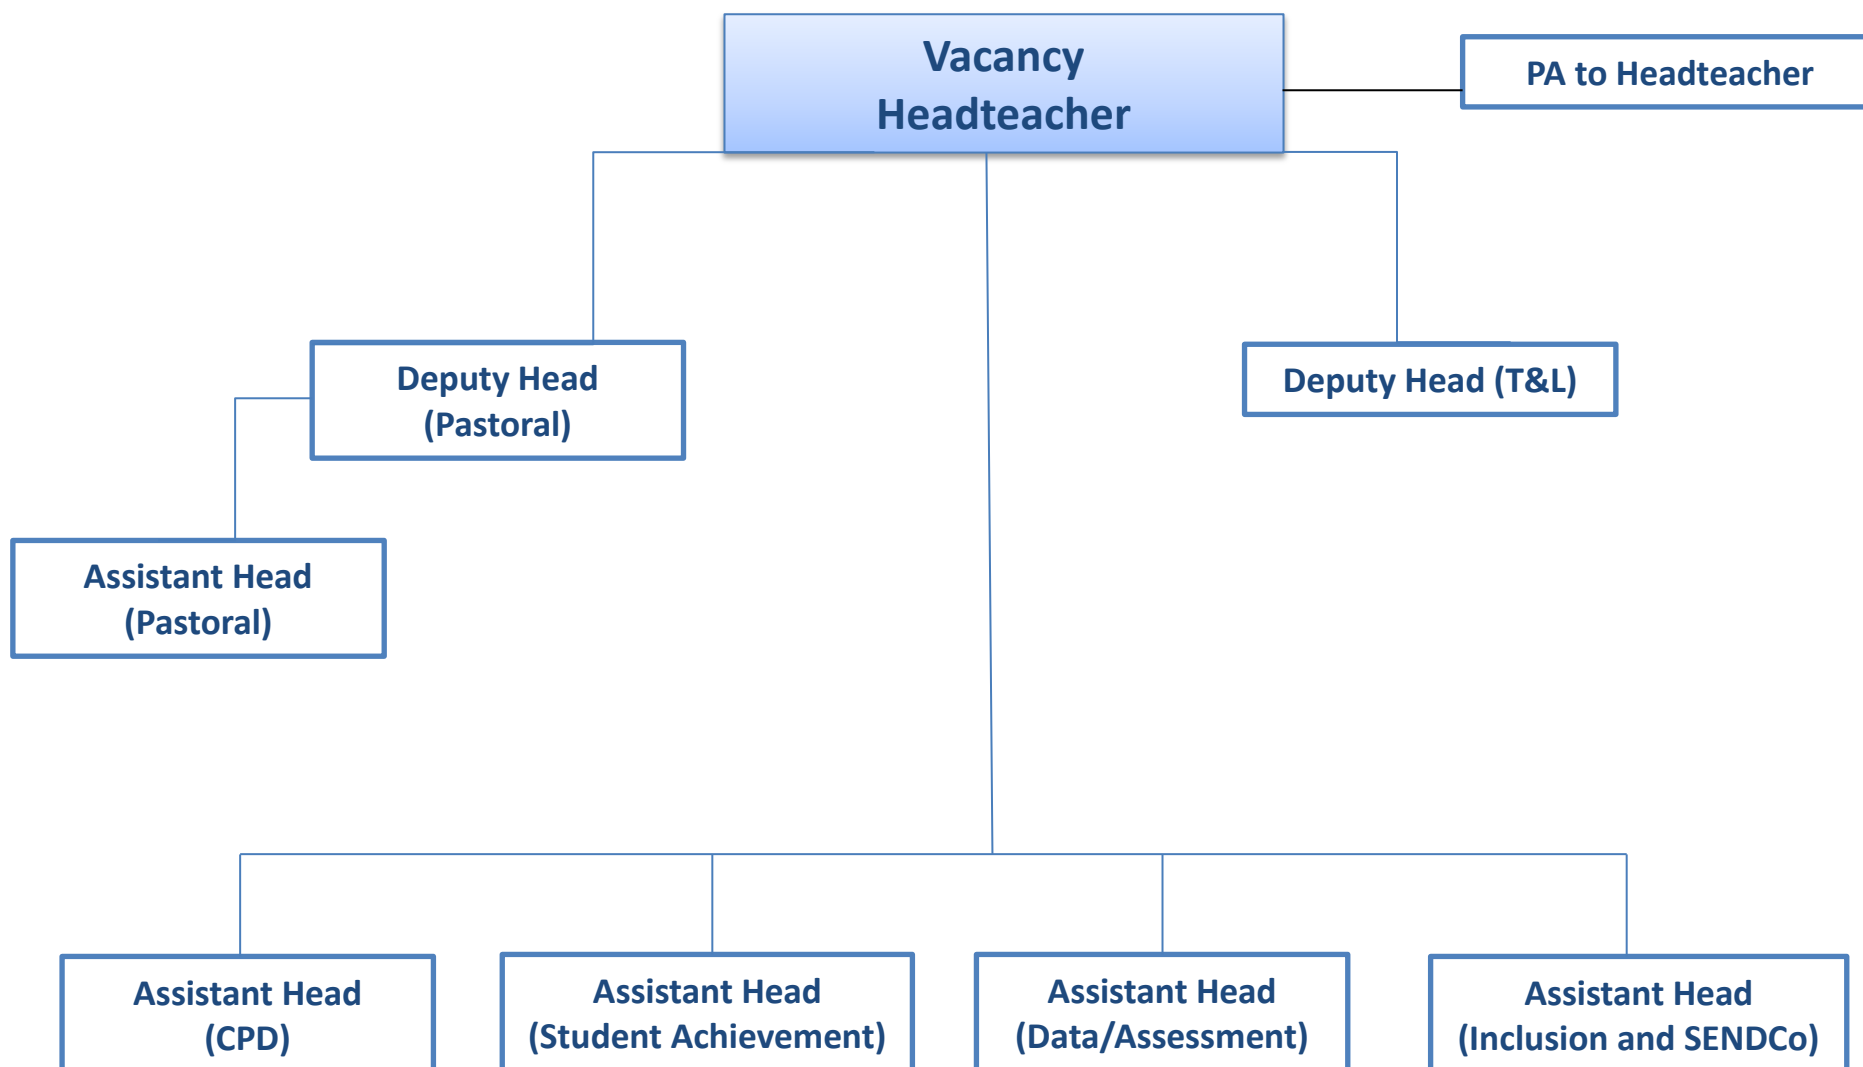 Vacancy
Headteacher
PA to Headteacher
Deputy Head
(Pastoral)
Deputy Head (T&L)
Assistant Head
(Pastoral)
Assistant Head
(CPD)
Assistant Head
(Student Achievement)
Assistant Head
(Data/Assessment)
Assistant Head
(Inclusion and SENDCo)